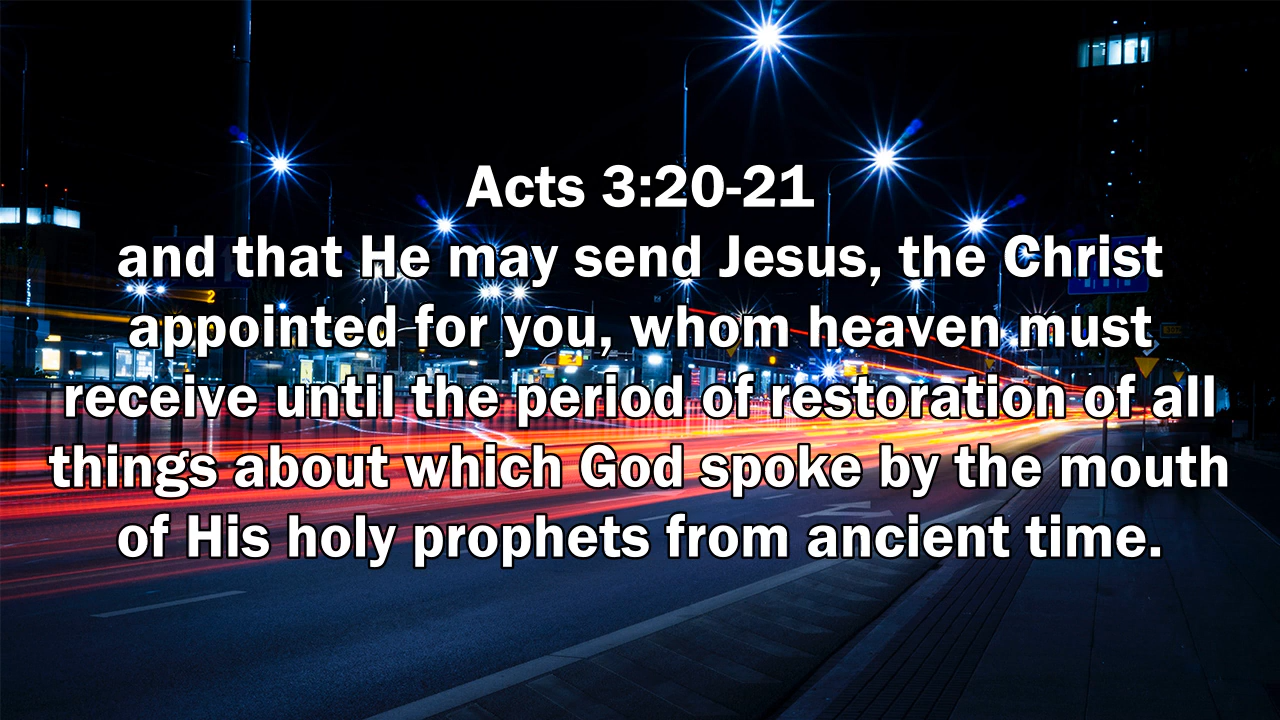 Acts 3:20-21
and that He may send Jesus, the Christ
appointed for you, whom heaven must
receive until the period of restoration of all
things about which God spoke by the mouth
of His holy prophets from ancient time.
2